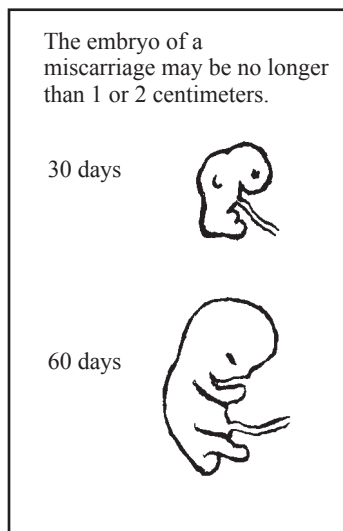 The embryo of a
miscarriage may be no longer
than 1 or 2 centimeters.
30 days
60 days